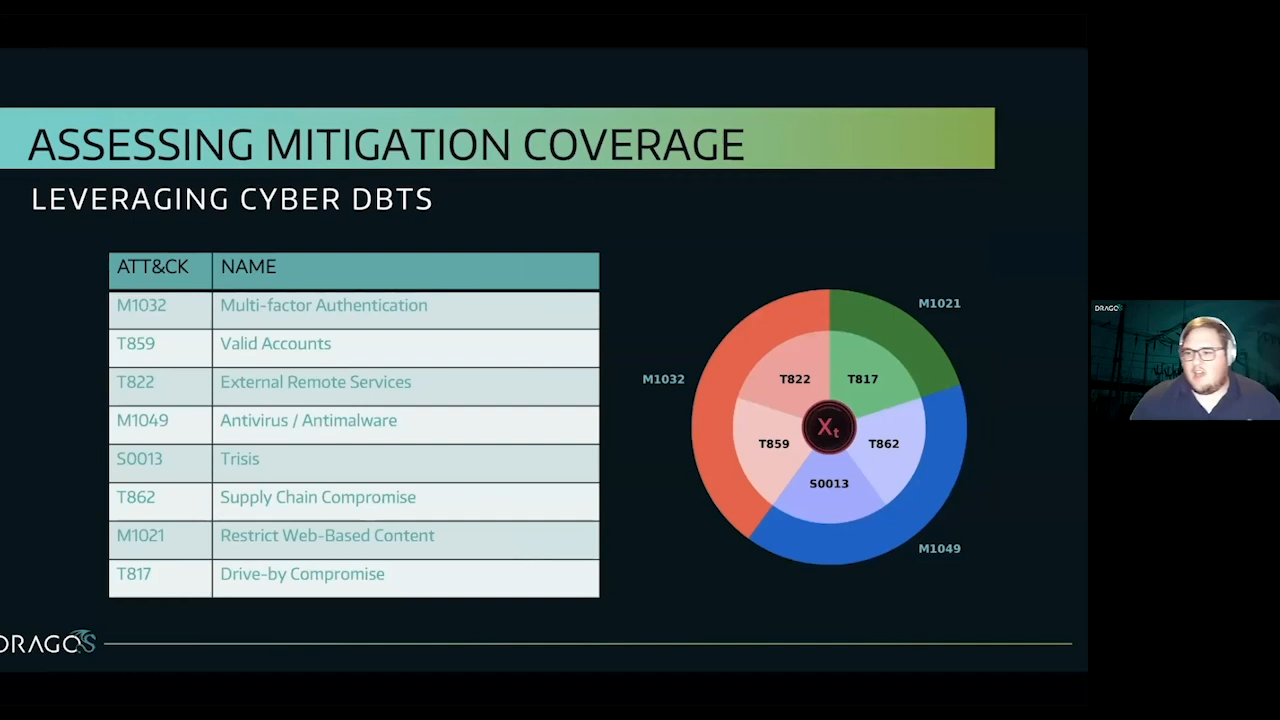 ASSESSING MITIGATION COVERAGE
LEVERAGING CYBER DBTS
ATT&CK NAME
M1032 Multi-factor Authentication
T859 Valid Accounts
T822 External Remote Services
M1049 Antivirus / Antimalware
S0013 Trisis
T862 Supply Chain Compromise
M1021 Restrict Web-Based Content
T817 Drive-by Compromise
M1021
M1032
T822 T817
Xt
T859 T862
S0013
M1049
DRAGOS
DRAGOS